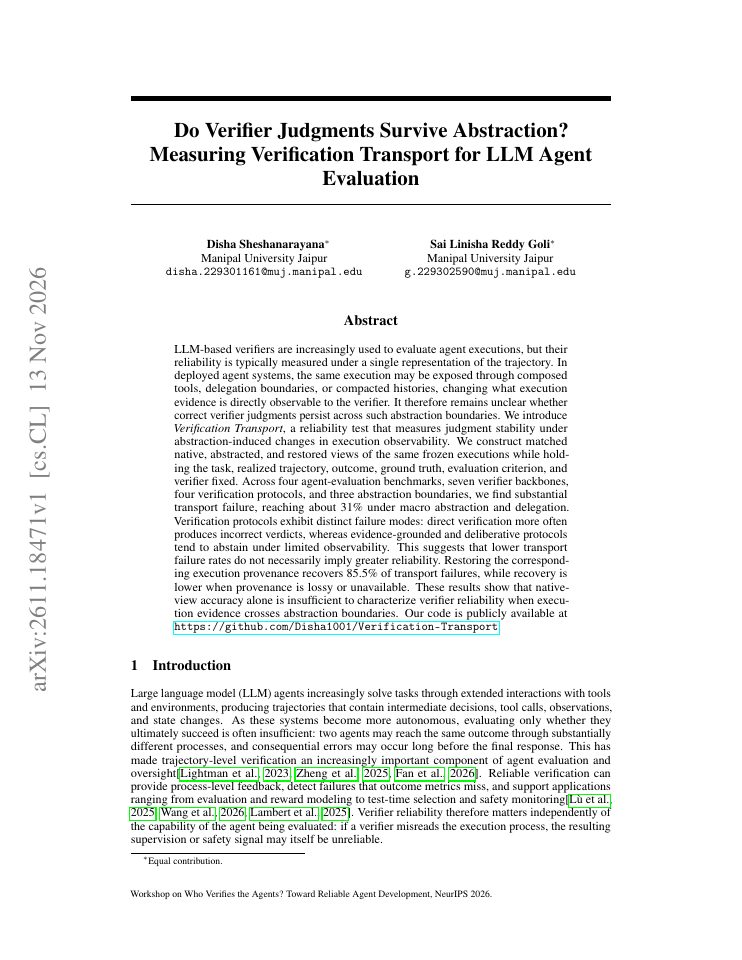 Do Verifier Judgments Survive Abstraction?
Measuring Verification Transport for LLM Agent
Evaluation
Disha Sheshanarayana*
Manipal University Jaipur
disha.229301161@muj.manipal.edu
Sai Linisha Reddy Goli*
Manipal University Jaipur
g.229302590@muj.manipal.edu
Abstract
LLM-based verifiers are increasingly used to evaluate agent executions, but their
reliability is typically measured under a single representation of the trajectory. In
deployed agent systems, the same execution may be exposed through composed
tools, delegation boundaries, or compacted histories, changing what execution
evidence is directly observable to the verifier. It therefore remains unclear whether
correct verifier judgments persist across such abstraction boundaries. We introduce
Verification Transport, a reliability test that measures judgment stability under
abstraction-induced changes in execution observability. We construct matched
native, abstracted, and restored views of the same frozen executions while hold-
ing the task, realized trajectory, outcome, ground truth, evaluation criterion, and
verifier fixed. Across four agent-evaluation benchmarks, seven verifier backbones,
four verification protocols, and three abstraction boundaries, we find substantial
transport failure, reaching about 31% under macro abstraction and delegation.
Verification protocols exhibit distinct failure modes: direct verification more often
produces incorrect verdicts, whereas evidence-grounded and deliberative protocols
tend to abstain under limited observability. This suggests that lower transport
failure rates do not necessarily imply greater reliability. Restoring the correspond-
ing execution provenance recovers 85.5% of transport failures, while recovery is
lower when provenance is lossy or unavailable. These results show that native-
view accuracy alone is insufficient to characterize verifier reliability when execu-
tion evidence crosses abstraction boundaries. Our code is publicly available at
https://github.com/Disha1001/Verification-Transport
1 Introduction
Large language model (LLM) agents increasingly solve tasks through extended interactions with tools
and environments, producing trajectories that contain intermediate decisions, tool calls, observations,
and state changes. As these systems become more autonomous, evaluating only whether they
ultimately succeed is often insufficient: two agents may reach the same outcome through substantially
different processes, and consequential errors may occur long before the final response. This has
made trajectory-level verification an increasingly important component of agent evaluation and
oversight[Lightman et al., 2023, Zheng et al., 2025, Fan et al., 2026]. Reliable verification can
provide process-level feedback, detect failures that outcome metrics miss, and support applications
ranging from evaluation and reward modeling to test-time selection and safety monitoring[Lù et al.,
2025, Wang et al., 2026, Lambert et al., 2025]. Verifier reliability therefore matters independently of
the capability of the agent being evaluated: if a verifier misreads the execution process, the resulting
supervision or safety signal may itself be unreliable.
*Equal contribution.
Workshop on Who Verifies the Agents? Toward Reliable Agent Development, NeurIPS 2026.
arXiv:2611.18471v1 [cs.CL] 13 Nov 2026